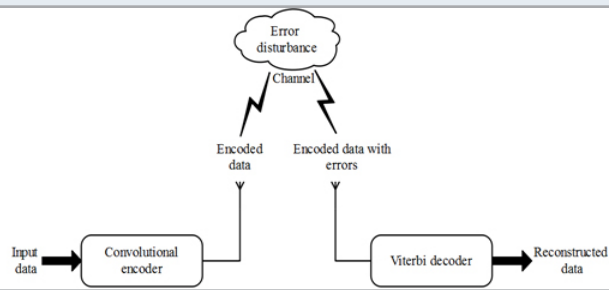 Error
disturbance
Channel
Encoded
data
Encoded data with
errors
Input
data
Convolutional
encoder
Viterbi decoder
Reconstructed
data